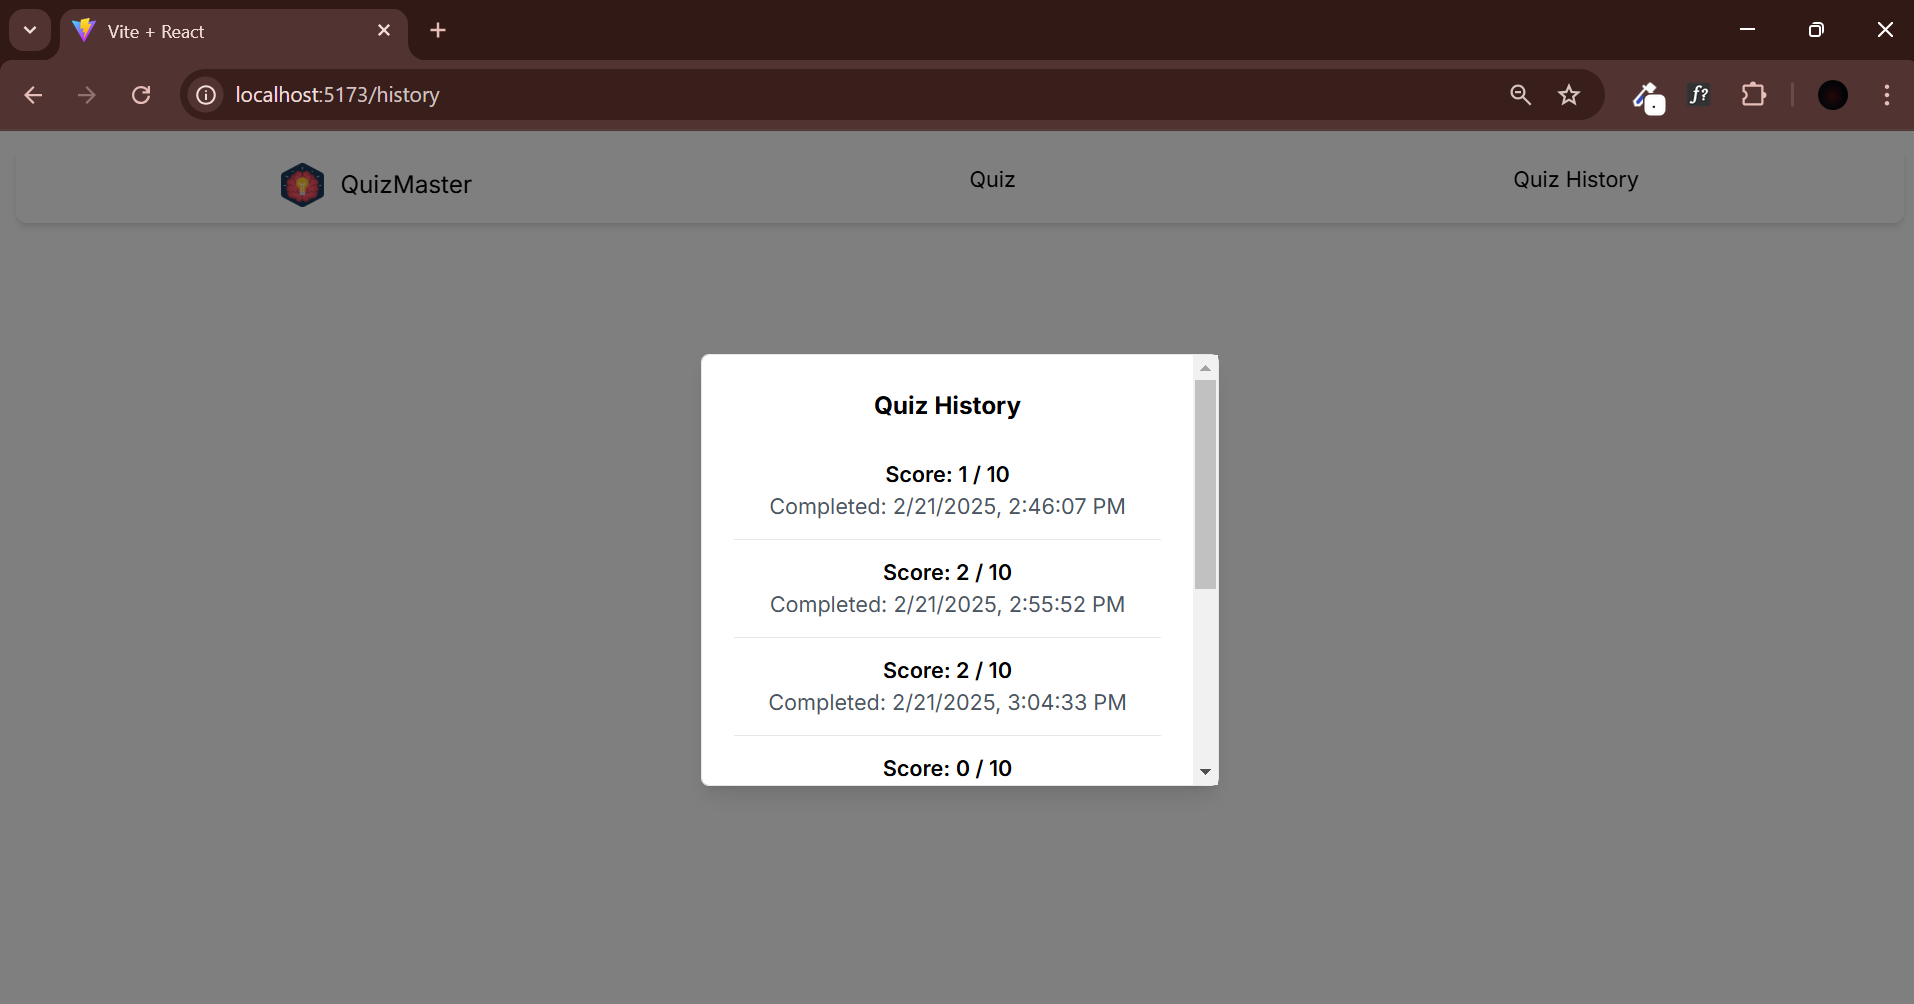 Vite + React
localhost:5173/history
f?
QuizMaster
Quiz
Quiz History
Quiz History
Score: 1 / 10
Completed: 2/21/2025, 2:46:07 PM
Score: 2 / 10
Completed: 2/21/2025, 2:55:52 PM
Score: 2 / 10
Completed: 2/21/2025, 3:04:33 PM
Score: 0 / 10